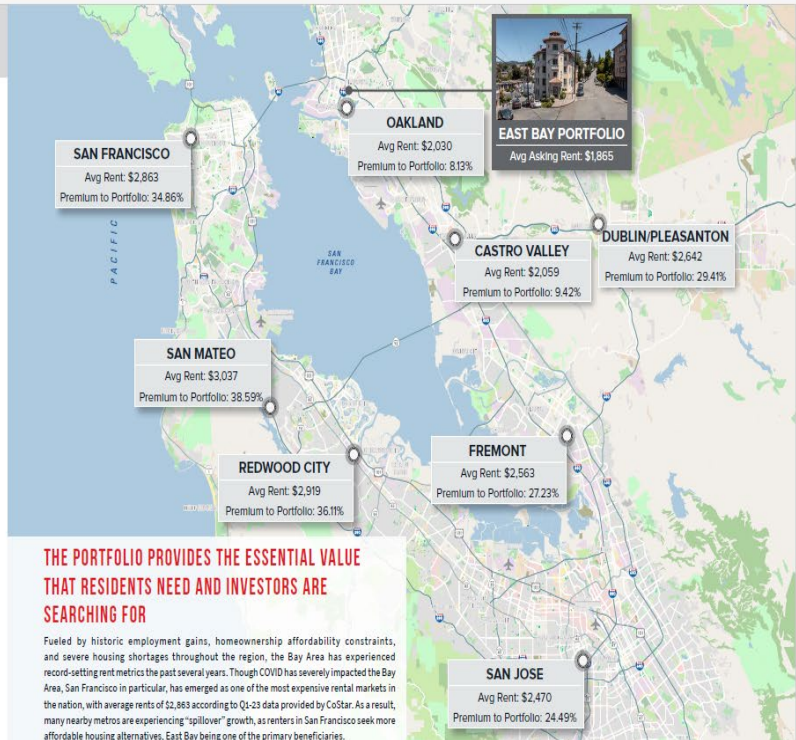 EAST BAY PORTFOLIO
Avg Asking Rent: $1,865
OAKLAND
Avg Rent: $2,030
Premium to Portfolio: 8.13%
SAN FRANCISCO
Avg Rent: $2,863
Premium to Portfolio: 34.86%
PACIFIC
SAN
FRANCISCO
BAY
CASTRO VALLEY
Avg Rent: $2,059
Premium to Portfolio: 9.42%
DUBLIN/PLEASANTON
Avg Rent: $2,642
Premium to Portfolio: 29.41%
SAN MATEO
Avg Rent: $3,037
Premium to Portfolio: 38.59%
REDWOOD CITY
Avg Rent: $2,919
Premium to Portfolio: 36.11%
FREMONT
Avg Rent: $2,563
Premium to Portfolio: 27.23%
THE PORTFOLIO PROVIDES THE ESSENTIAL VALUE
THAT RESIDENTS NEED AND INVESTORS ARE
SEARCHING FOR
Fueled by historic employment gains, homeownership affordability constraints,
and severe housing shortages throughout the region, the Bay Area has experienced
record-setting rent metrics the past several years. Though COVID has severely impacted the Bay
Area, San Francisco in particular, has emerged as one of the most expensive rental markets in
the nation, with average rents of $2,863 according to Q1-23 data provided by CoStar. As a result,
many nearby metros are experiencing "spillover" growth, as renters in San Francisco seek more
affordable housing alternatives, East Bay being one of the primary beneficiaries.
SAN JOSE
Avg Rent: $2,470
Premium to Portfolio: 24.49%